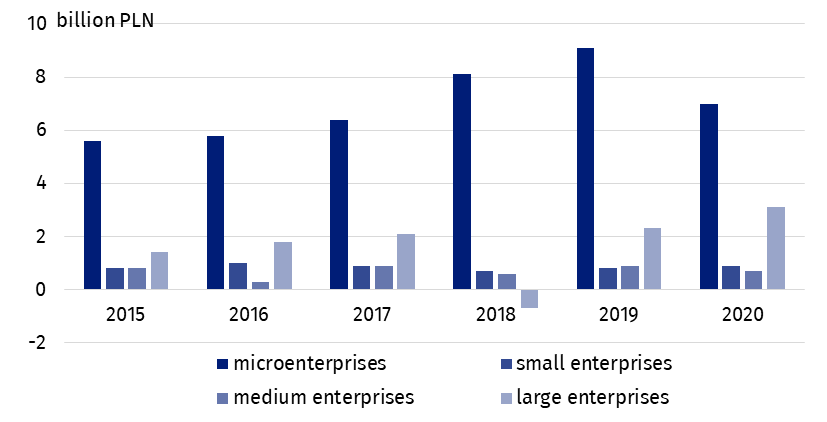 10 billion PLN
8
6
4
2
0
2015 2016 2017 2018 2019 2020
-2
microenterprises small enterprises
medium enterprises large enterprises